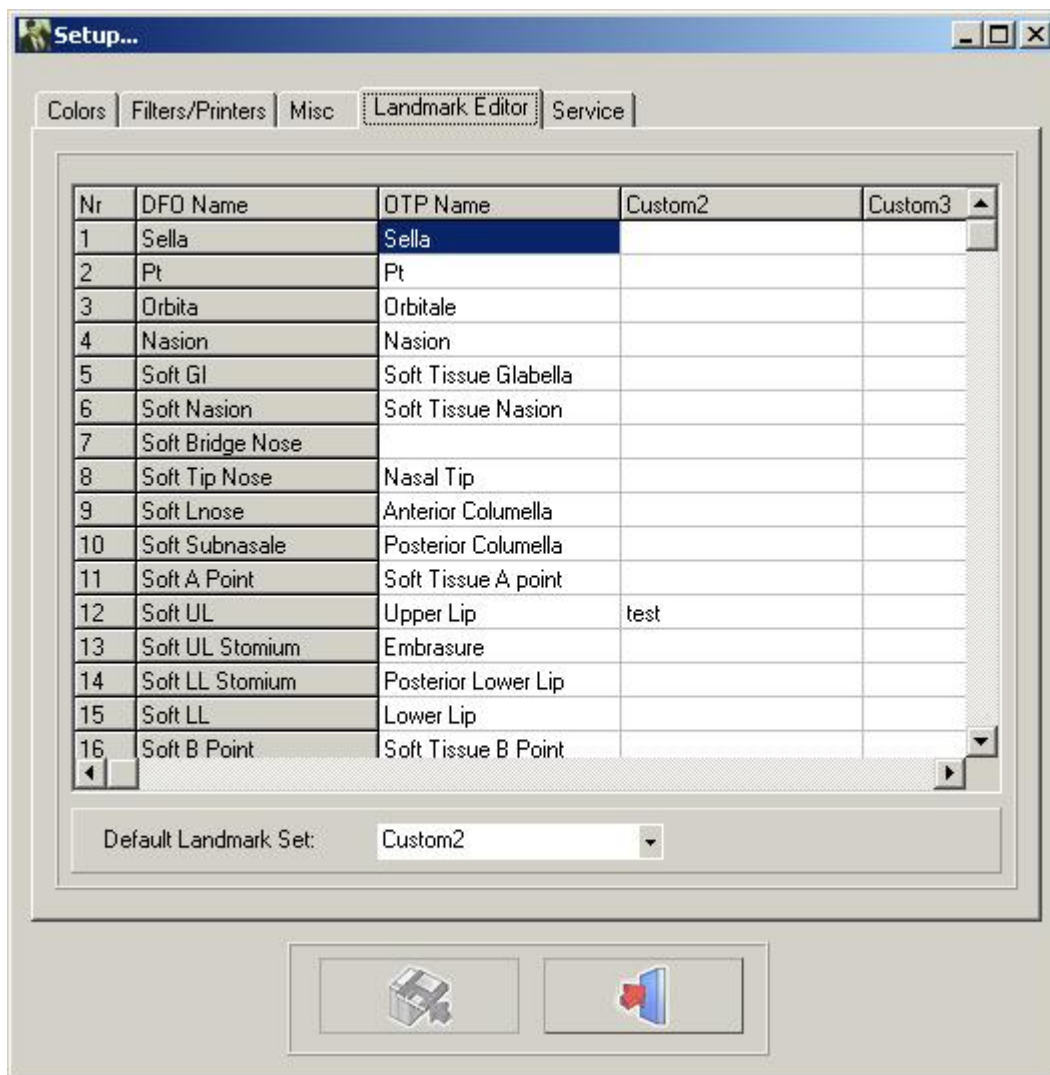 Setup...
Colors Filters/Printers Misc Landmark Editor Service
Nr DFO Name OTP Name Custom2 Custom3
1 Sella Sella
2 Pt Pt
3 Orbita Orbitale
4 Nasion Nasion
5 Soft Gl Soft Tissue Glabella
6 Soft Nasion Soft Tissue Nasion
7 Soft Bridge Nose
8 Soft Tip Nose Nasal Tip
9 Soft Lnose Anterior Columella
10 Soft Subnasale Posterior Columella
11 Soft A Point Soft Tissue A point
12 Soft UL Upper Lip test
13 Soft UL Stomium Embrasure
14 Soft LL Stomium Posterior Lower Lip
15 Soft LL Lower Lip
16 Soft B Point Soft Tissue B Point
Default Landmark Set: Custom2